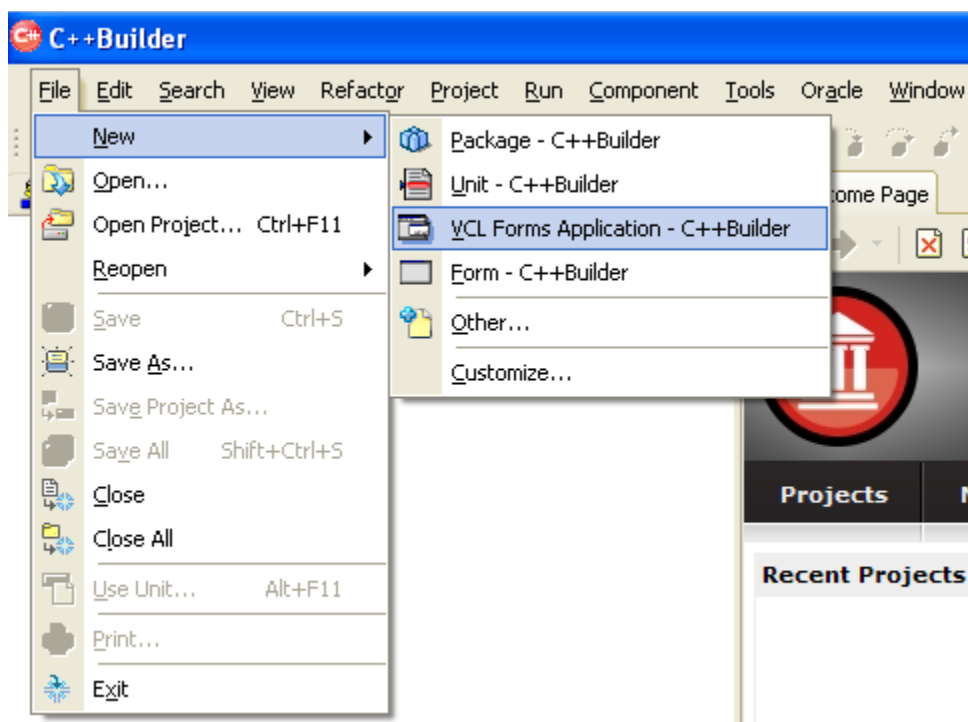 C++Builder
File Edit Search View Refactor Project Run Component Tools Oracle Window
New
Open...
Open Project... Ctrl+F11
Reopen
Save Ctrl+S
Save As...
Save Project As...
Save All Shift+Ctrl+S
Close
Close All
Use Unit... Alt+F11
Print...
Exit
Package - C++Builder
Unit - C++Builder
VCL Forms Application - C++Builder
Form - C++Builder
Other...
Customize...
ome Page
Projects
Recent Projects